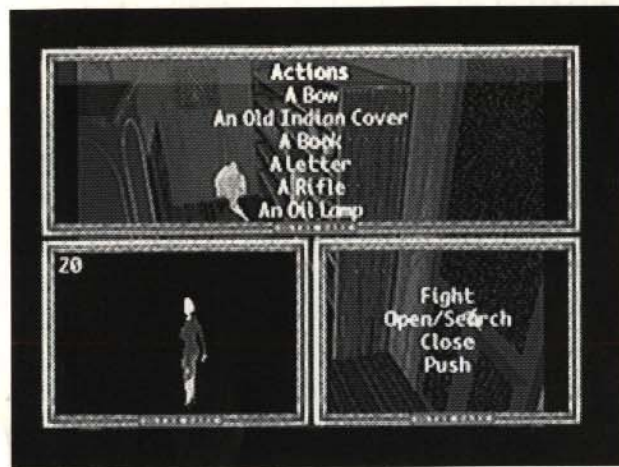 Actions
A Bow
An Old Indian Cover
A Book
A Letter
A Rifle
An Oil Lamp
20
Fight
Open/Search
Close
Push